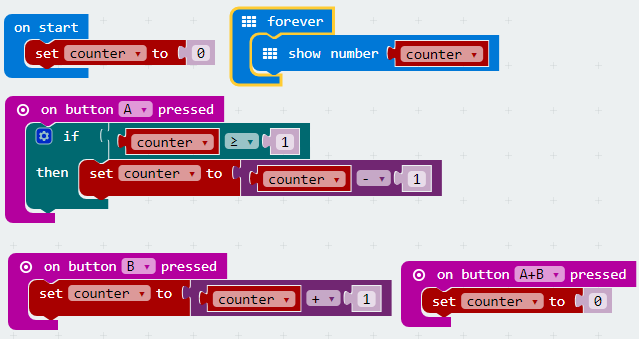 on start
set counter to 0
forever
show number counter
on button A pressed
if counter ≥ 1
then set counter to counter - 1
on button B pressed
set counter to counter + 1
on button A+B pressed
set counter to 0